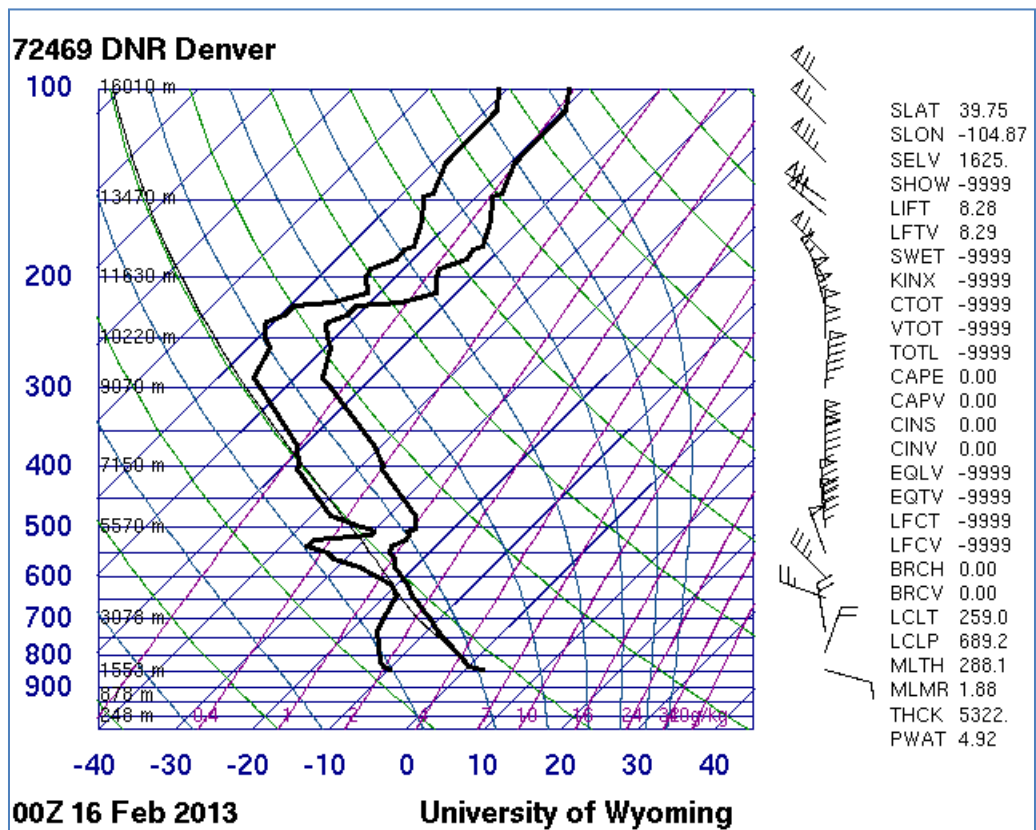 72469 DNR Denver
100 16010 m
13470 m
200 11630 m
10220 m
300 9070 m
400 7150 m
500 5570 m
600
700 3078 m
800
1553 m
900
878 m
248 m 0.4 1 2 4 7 10 16 24 32 40g/kg
-40 -30 -20 -10 0 10 20 30 40
00Z 16 Feb 2013 University of Wyoming
SLAT 39.75
SLON -104.87
SELV 1625.
SHOW -9999
LIFT 8.28
LFTV 8.29
SWET -9999
KINX -9999
CTOT -9999
VTOT -9999
TOTL -9999
CAPE 0.00
CAPV 0.00
CINS 0.00
CINV 0.00
EQLV -9999
EQTV -9999
LFCT -9999
LFCV -9999
BRCH 0.00
BRCV 0.00
LCLT 259.0
LCLP 689.2
MLTH 288.1
MLMR 1.88
THCK 5322.
PWAT 4.92